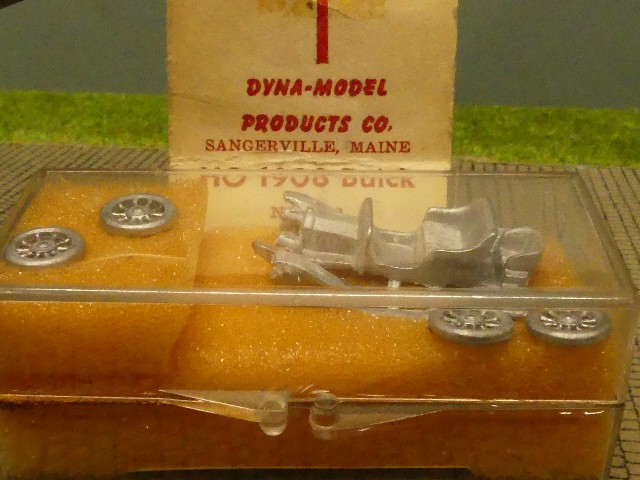 DYNA-MODEL
PRODUCTS CO.
SANGERVILLE, MAINE
HO 1908 Buick